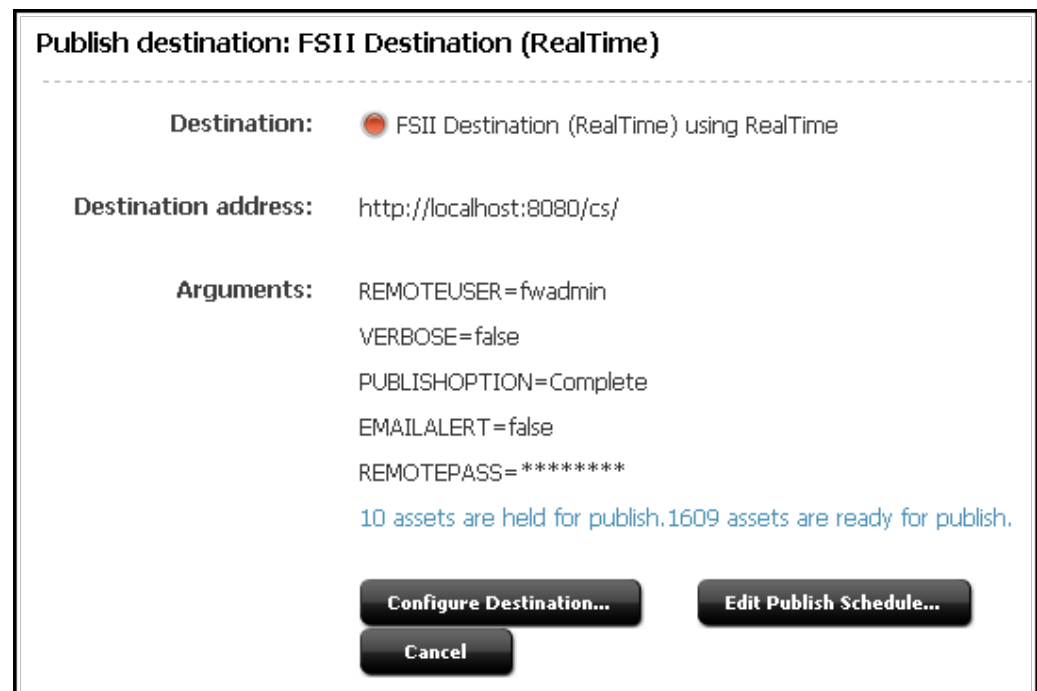 Publish destination: FSII Destination (RealTime)
Destination: FSII Destination (RealTime) using RealTime
Destination address: http://localhost:8080/cs/
Arguments: REMOTEUSER=fwadmin
VERBOSE=false
PUBLISHOPTION=Complete
EMAILALERT=false
REMOTEPASS=********
10 assets are held for publish.1609 assets are ready for publish.
Configure Destination... Edit Publish Schedule...
Cancel